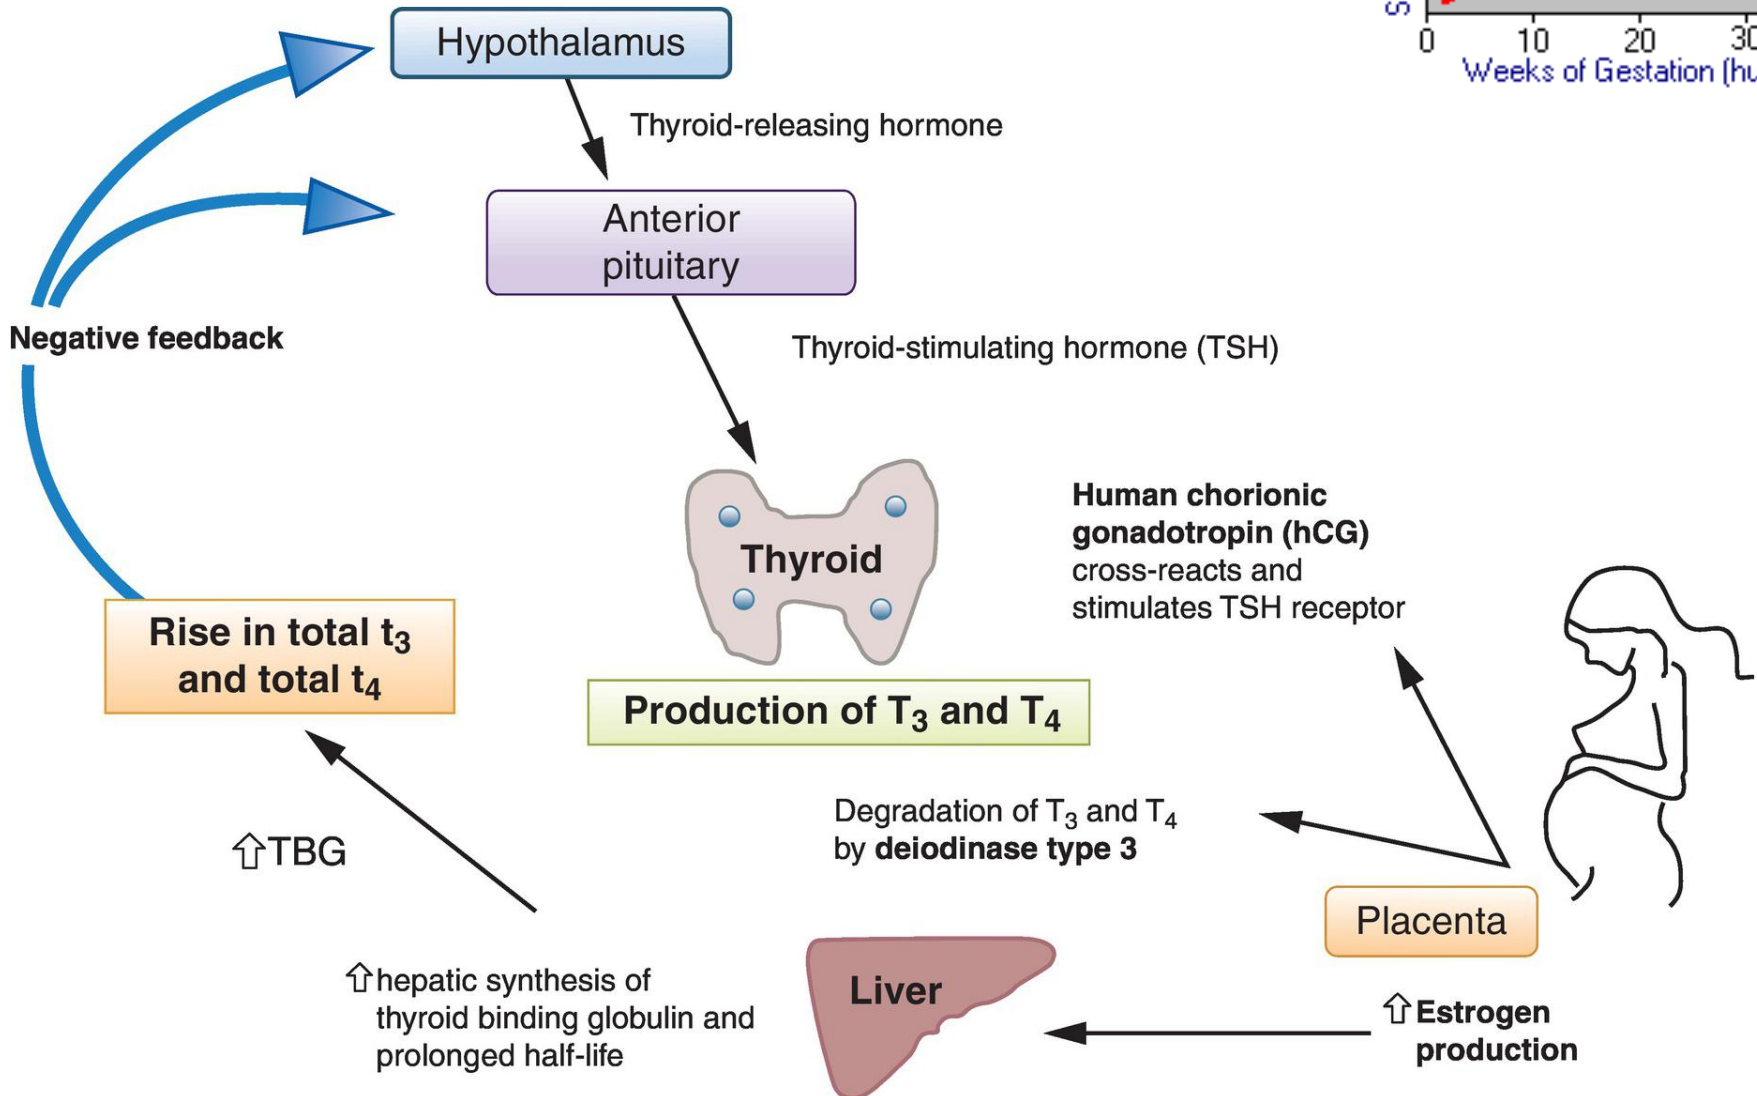 Hypothalamus
S
0 10 20 30
Weeks of Gestation (hu
Thyroid-releasing hormone
Anterior
pituitary
Negative feedback
Thyroid-stimulating hormone (TSH)
Thyroid
Human chorionic
gonadotropin (hCG)
cross-reacts and
stimulates TSH receptor
Rise in total t₃
and total t₄
Production of T₃ and T₄
Degradation of T₃ and T₄
by deiodinase type 3
⇧TBG
Placenta
Liver
⇧hepatic synthesis of
thyroid binding globulin and
prolonged half-life
⇧Estrogen
production